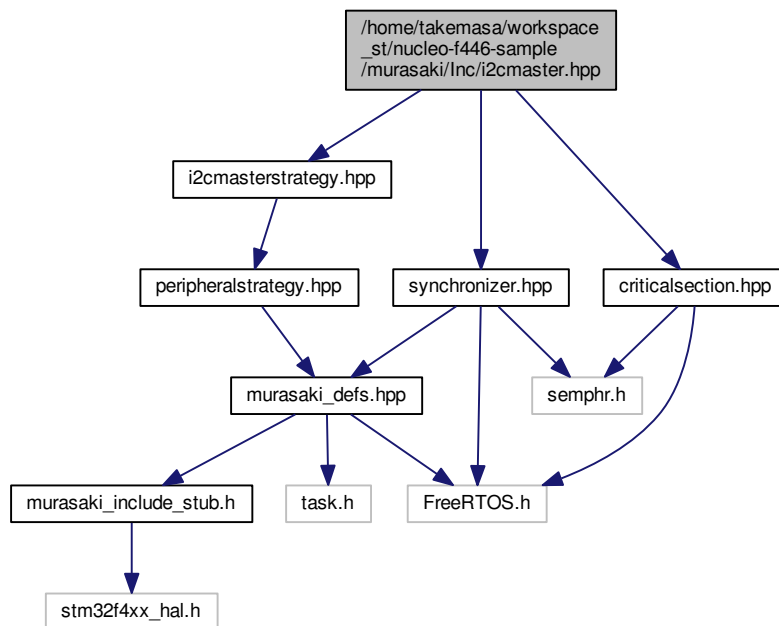 /home/takemasa/workspace
_st/nucleo-f446-sample
/murasaki/Inc/i2cmaster.hpp
i2cmasterstrategy.hpp
peripheralstrategy.hpp
synchronizer.hpp
criticalsection.hpp
murasaki_defs.hpp
semphr.h
murasaki_include_stub.h
task.h
FreeRTOS.h
stm32f4xx_hal.h